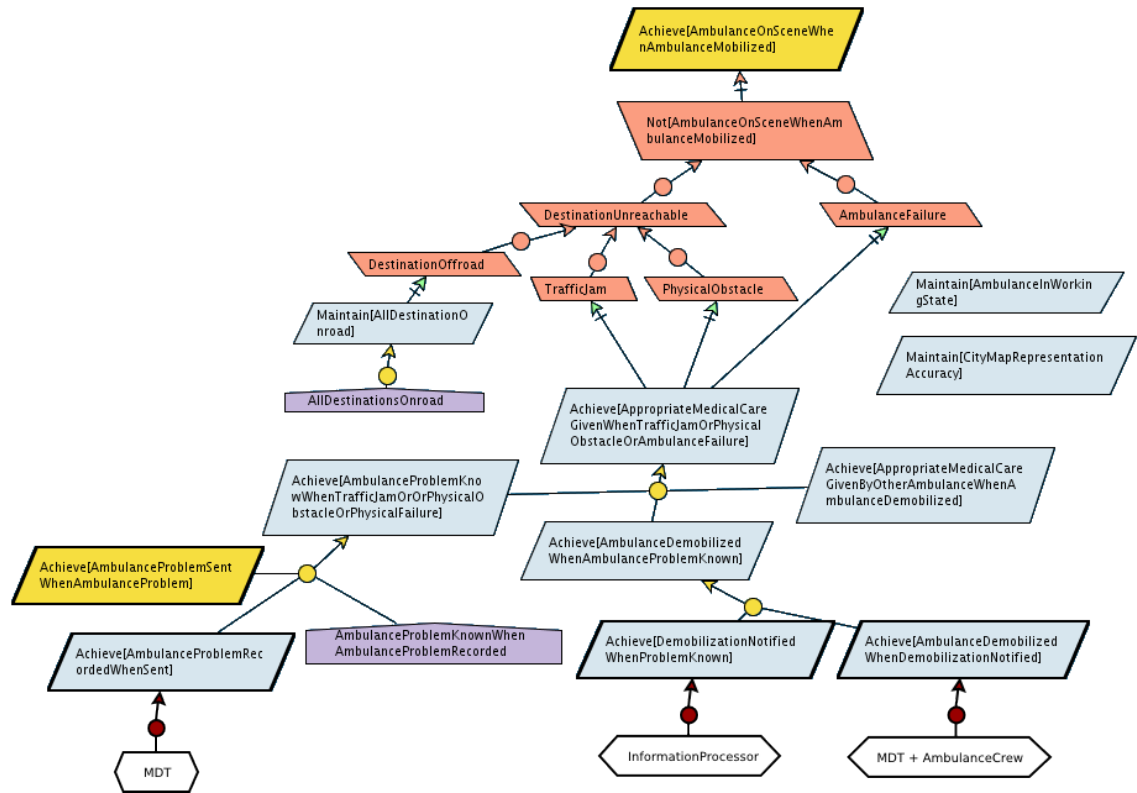 Achieve[AmbulanceOnSceneWhe
nAmbulanceMobilized]
Not[AmbulanceOnSceneWhenAm
bulanceMobilized]
DestinationUnreachable
AmbulanceFailure
DestinationOffroad
TrafficJam
PhysicalObstacle
Maintain[AmbulanceInWorkin
gState]
Maintain[AllDestinationO
nroad]
Maintain[CityMapRepresentation
Accuracy]
AllDestinationsOnroad
Achieve[AppropriateMedicalCare
GivenWhenTrafficJamOrPhysical
ObstacleOrAmbulanceFailure]
Achieve[AmbulanceProblemKno
wWhenTrafficJamOrOrPhysicalO
bstacleOrPhysicalFailure]
Achieve[AppropriateMedicalCare
GivenByOtherAmbulanceWhenA
mbulanceDemobilized]
Achieve[AmbulanceDemobilized
WhenAmbulanceProblemKnown]
Achieve[AmbulanceProblemSent
WhenAmbulanceProblem]
Achieve[AmbulanceProblemRec
ordedWhenSent]
AmbulanceProblemKnownWhen
AmbulanceProblemRecorded
Achieve[DemobilizationNotified
WhenProblemKnown]
Achieve[AmbulanceDemobilized
WhenDemobilizationNotified]
MDT
InformationProcessor
MDT + AmbulanceCrew